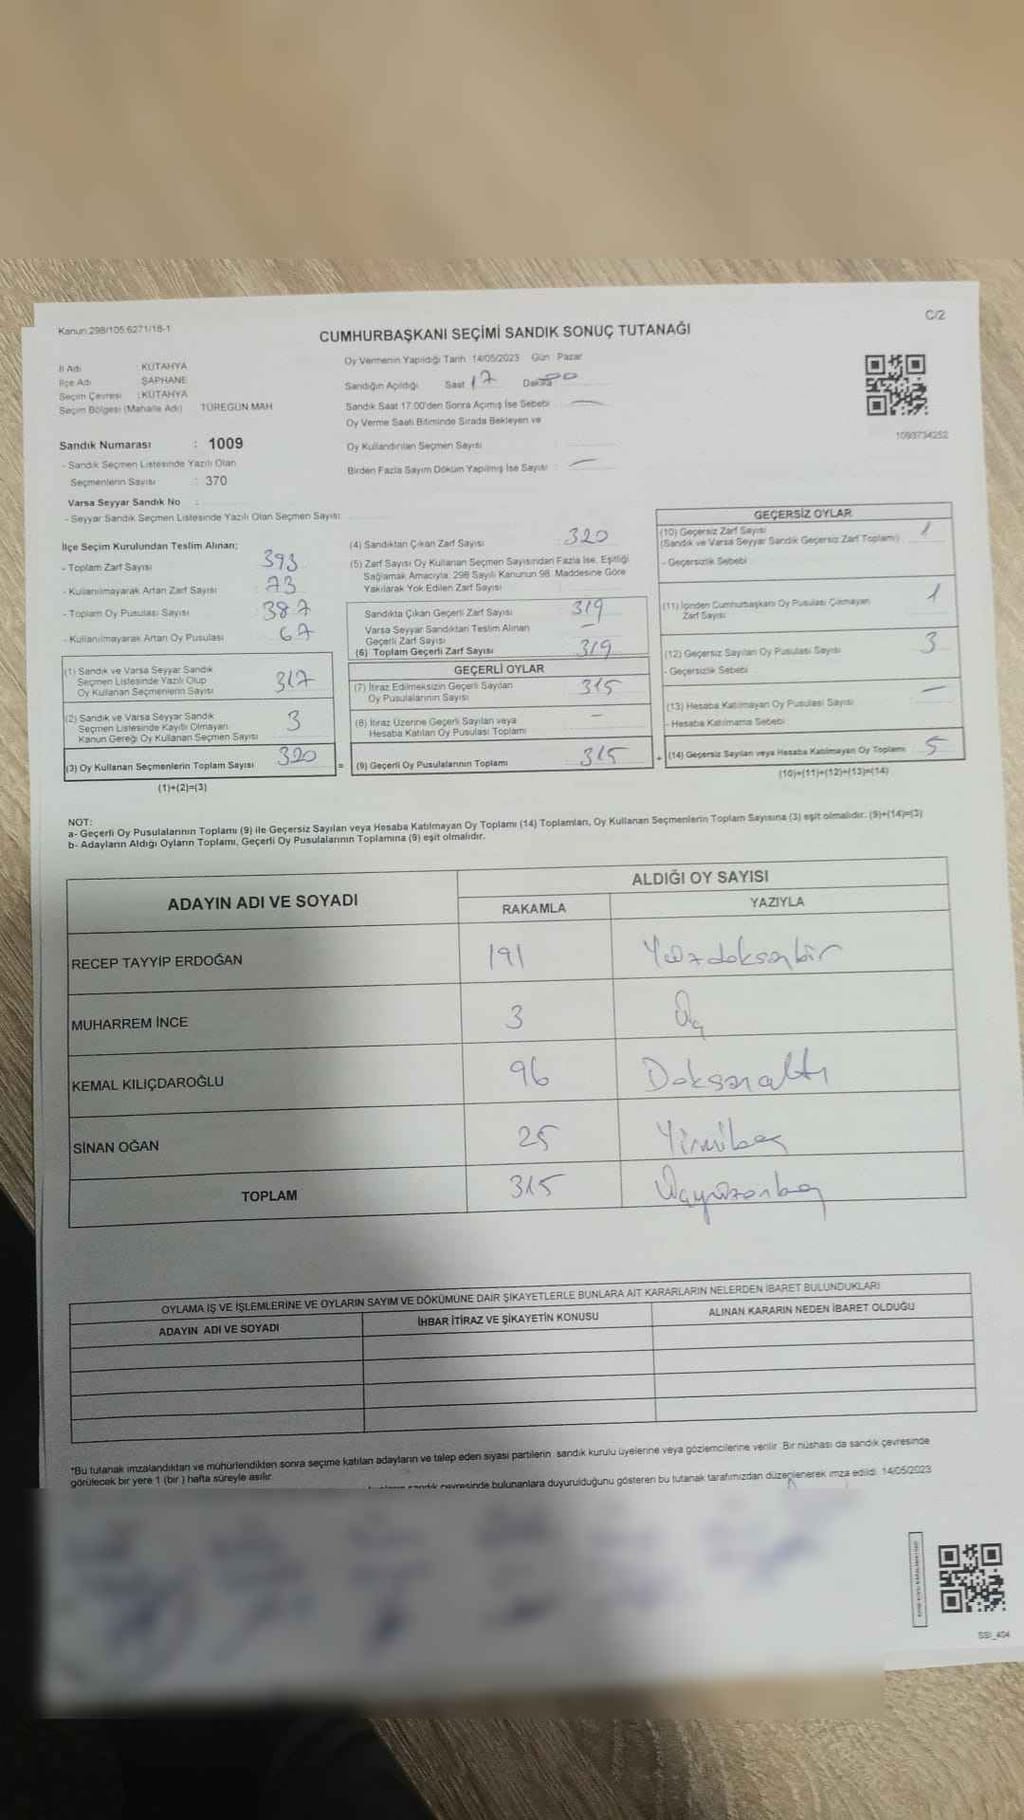 Kanun:298/105 6271/18-1
C/2
CUMHURBAŞKANI SEÇİMİ SANDIK SONUÇ TUTANAĞI
İl Adı KÜTAHYA
İlçe Adı ŞAPHANE
Seçim Çevresi : KÜTAHYA
Seçim Bölgesi (Mahalle Adı) TÜREGÜN MAH
Sandık Numarası : 1009
- Sandık Seçmen Listesinde Yazılı Olan
Seçmenlerin Sayısı : 370
Varsa Seyyar Sandık No :
- Seyyar Sandık Seçmen Listesinde Yazılı Olan Seçmen Sayısı:
Oy Vermenin Yapıldığı Tarih 14/05/2023 Gün : Pazar
Sandığın Açıldığı Saat 17 Dakika 00
Sandık Saat 17.00'den Sonra Açımış İse Sebebi : —
Oy Verme Saati Bitiminde Sırada Bekleyen ve
Oy Kullandırılan Seçmen Sayısı :
Birden Fazla Sayım Döküm Yapılmış İse Sayısı : —
1093734252
İlçe Seçim Kurulundan Teslim Alınan;
- Toplam Zarf Sayısı 393
- Kullanılmayarak Artan Zarf Sayısı 73
- Toplam Oy Pusulası Sayısı 387
- Kullanılmayarak Artan Oy Pusulası 67
(1) Sandık ve Varsa Seyyar Sandık
Seçmen Listesinde Yazılı Olup
Oy Kullanan Seçmenlerin Sayısı 317
(2) Sandık ve Varsa Seyyar Sandık
Seçmen Listesinde Kayıtlı Olmayan
Kanun Gereği Oy Kullanan Seçmen Sayısı 3
(3) Oy Kullanan Seçmenlerin Toplam Sayısı 320
(1)+(2)=(3)
(4) Sandıktan Çıkan Zarf Sayısı 320
(5) Zarf Sayısı Oy Kullanan Seçmen Sayısından Fazla İse, Eşitliği
Sağlamak Amacıyla, 298 Sayılı Kanunun 98. Maddesine Göre
Yakılarak Yok Edilen Zarf Sayısı
Sandıkta Çıkan Geçerli Zarf Sayısı 319
Varsa Seyyar Sandıktan Teslim Alınan
Geçerli Zarf Sayısı —
(6) Toplam Geçerli Zarf Sayısı 319
GEÇERLİ OYLAR
(7) İtiraz Edilmeksizin Geçerli Sayılan
Oy Pusulalarının Sayısı 315
(8) İtiraz Üzerine Geçerli Sayılan veya
Hesaba Katılan Oy Pusulası Toplamı —
= (9) Geçerli Oy Pusulalarının Toplamı 315
GEÇERSİZ OYLAR
(10) Geçersiz Zarf Sayısı 1
(Sandık ve Varsa Seyyar Sandık Geçersiz Zarf Toplamı)
- Geçersizlik Sebebi
(11) İçinden Cumhurbaşkanı Oy Pusulası Çıkmayan
Zarf Sayısı 1
(12) Geçersiz Sayılan Oy Pusulası Sayısı 3
- Geçersizlik Sebebi
(13) Hesaba Katılmayan Oy Pusulası Sayısı —
- Hesaba Katılmama Sebebi
+ (14) Geçersiz Sayılan veya Hesaba Katılmayan Oy Toplamı 5
(10)+(11)+(12)+(13)=(14)
NOT:
a- Geçerli Oy Pusulalarının Toplamı (9) ile Geçersiz Sayılan veya Hesaba Katılmayan Oy Toplamı (14) Toplamları, Oy Kullanan Seçmenlerin Toplam Sayısına (3) eşit olmalıdır. (9)+(14)=(3)
b- Adayların Aldığı Oyların Toplamı, Geçerli Oy Pusulalarının Toplamına (9) eşit olmalıdır.
ADAYIN ADI VE SOYADI ALDIĞI OY SAYISI
RAKAMLA YAZIYLA
RECEP TAYYİP ERDOĞAN 191 Yüzdoksanbir
MUHARREM İNCE 3 Üç
KEMAL KILIÇDAROĞLU 96 Doksanaltı
SİNAN OĞAN 25 Yirmibeş
TOPLAM 315 Üçyüzonbeş
OYLAMA İŞ VE İŞLEMLERİNE VE OYLARIN SAYIM VE DÖKÜMÜNE DAİR ŞİKAYETLERLE BUNLARA AİT KARARLARIN NELERDEN İBARET BULUNDUKLARI
ADAYIN ADI VE SOYADI İHBAR İTİRAZ VE ŞİKAYETİN KONUSU ALINAN KARARIN NEDEN İBARET OLDUĞU
*Bu tutanak imzalandıktan ve mühürlendikten sonra seçime katılan adayların ve talep eden siyasi partilerin sandık kurulu üyelerine veya gözlemcilerine verilir. Bir nüshası da sandık çevresinde
görülecek bir yere 1 (bir) hafta süreyle asılır.
sandık çevresinde bulunanlara duyurulduğunu gösteren bu tutanak tarafımızdan düzenlenerek imza edildi. 14/05/2023
SSI_404